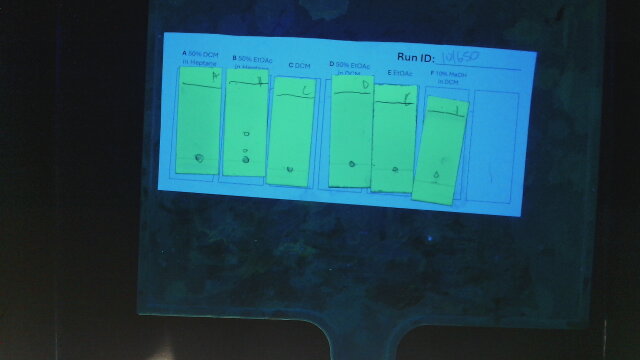 Run ID: 101650
A 50% DCM
in Heptane
B 50% EtOAc
in Heptane
C DCM
D 50% EtOAc
in DCM
E EtOAc
F 10% MeOH
in DCM
A
C
D
E